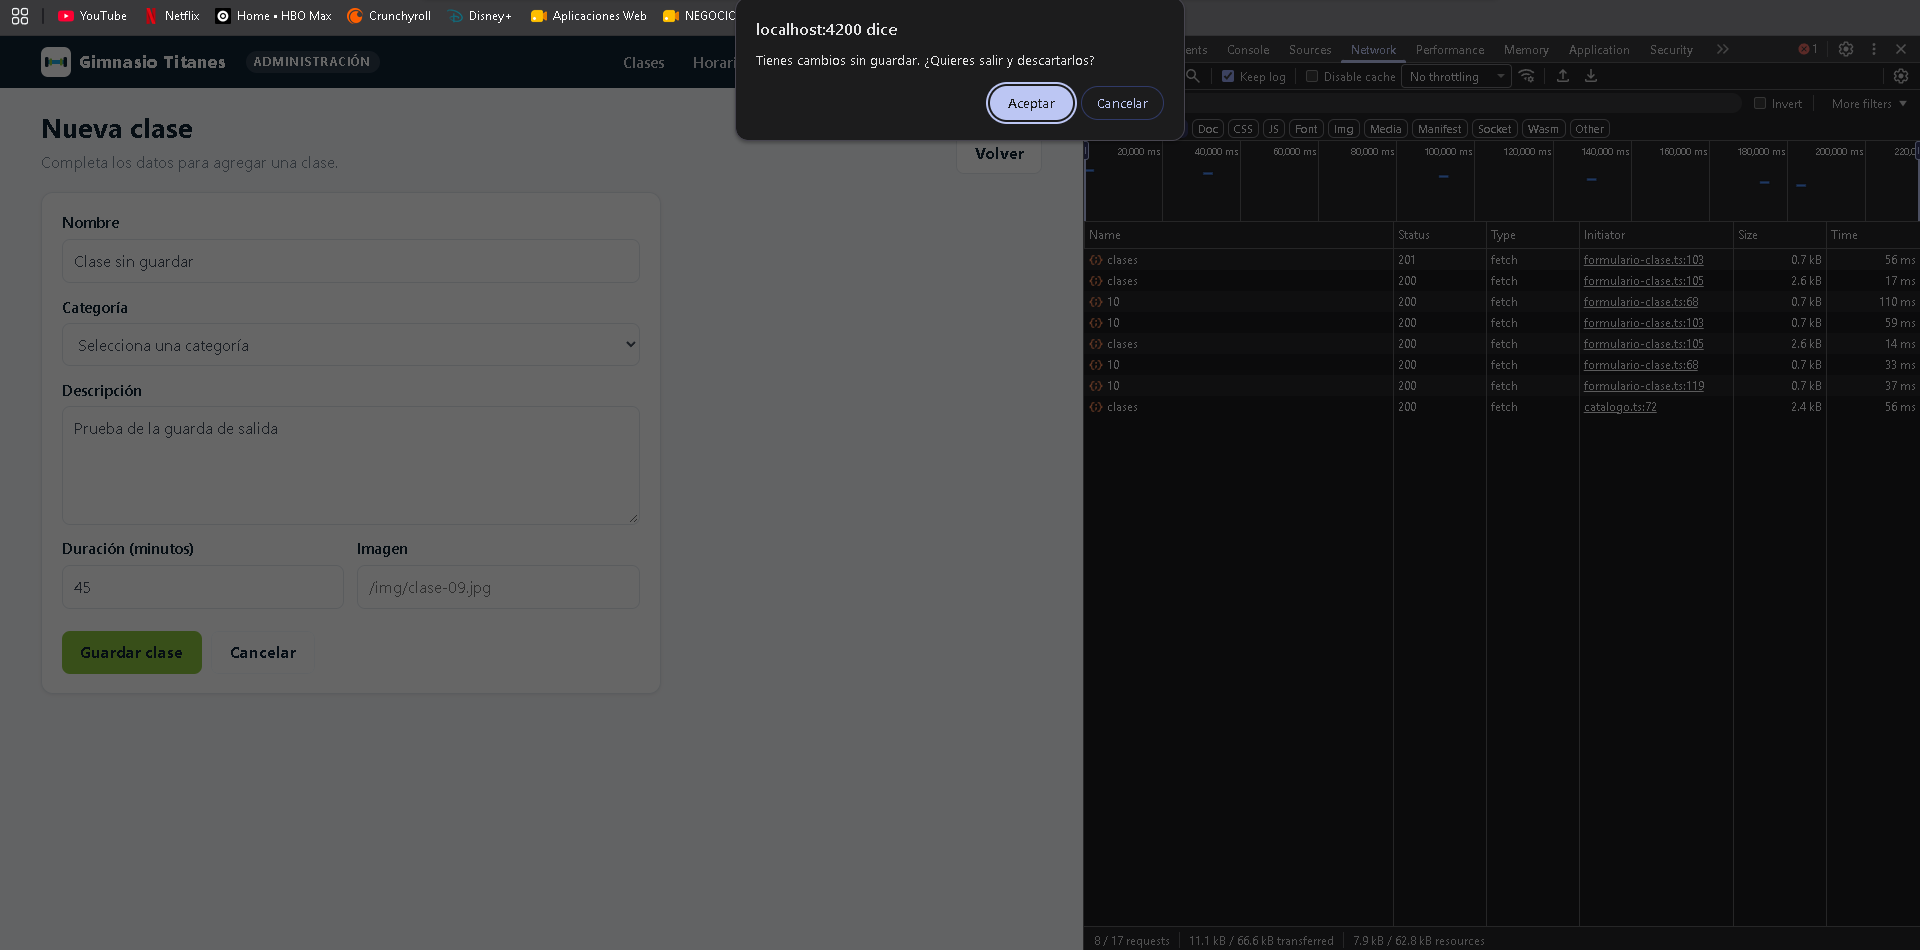 YouTube Netflix Home • HBO Max Crunchyroll Disney+ Aplicaciones Web
localhost:4200 dice
Tienes cambios sin guardar. ¿Quieres salir y descartarlos?
Aceptar Cancelar
Gimnasio Titanes ADMINISTRACIÓN Clases
Nueva clase
Completa los datos para agregar una clase.
Volver
Nombre
Clase sin guardar
Categoría
Selecciona una categoría
Descripción
Prueba de la guarda de salida
Duración (minutos) Imagen
45 /img/clase-09.jpg
Guardar clase Cancelar
Console Sources Network Performance Memory Application Security 1
Keep log Disable cache No throttling
Invert More filters
Doc CSS JS Font Img Media Manifest Socket Wasm Other
20,000 ms 40,000 ms 60,000 ms 80,000 ms 100,000 ms 120,000 ms 140,000 ms 160,000 ms 180,000 ms 200,000 ms
Name Status Type Initiator Size Time
clases 201 fetch formulario-clase.ts:103 0.7 kB 56 ms
clases 200 fetch formulario-clase.ts:105 2.6 kB 17 ms
10 200 fetch formulario-clase.ts:68 0.7 kB 110 ms
10 200 fetch formulario-clase.ts:103 0.7 kB 59 ms
clases 200 fetch formulario-clase.ts:105 2.6 kB 14 ms
10 200 fetch formulario-clase.ts:68 0.7 kB 33 ms
10 200 fetch formulario-clase.ts:119 0.7 kB 37 ms
clases 200 fetch catalogo.ts:72 2.4 kB 56 ms
8 / 17 requests 11.1 kB / 66.6 kB transferred 7.9 kB / 62.8 kB resources